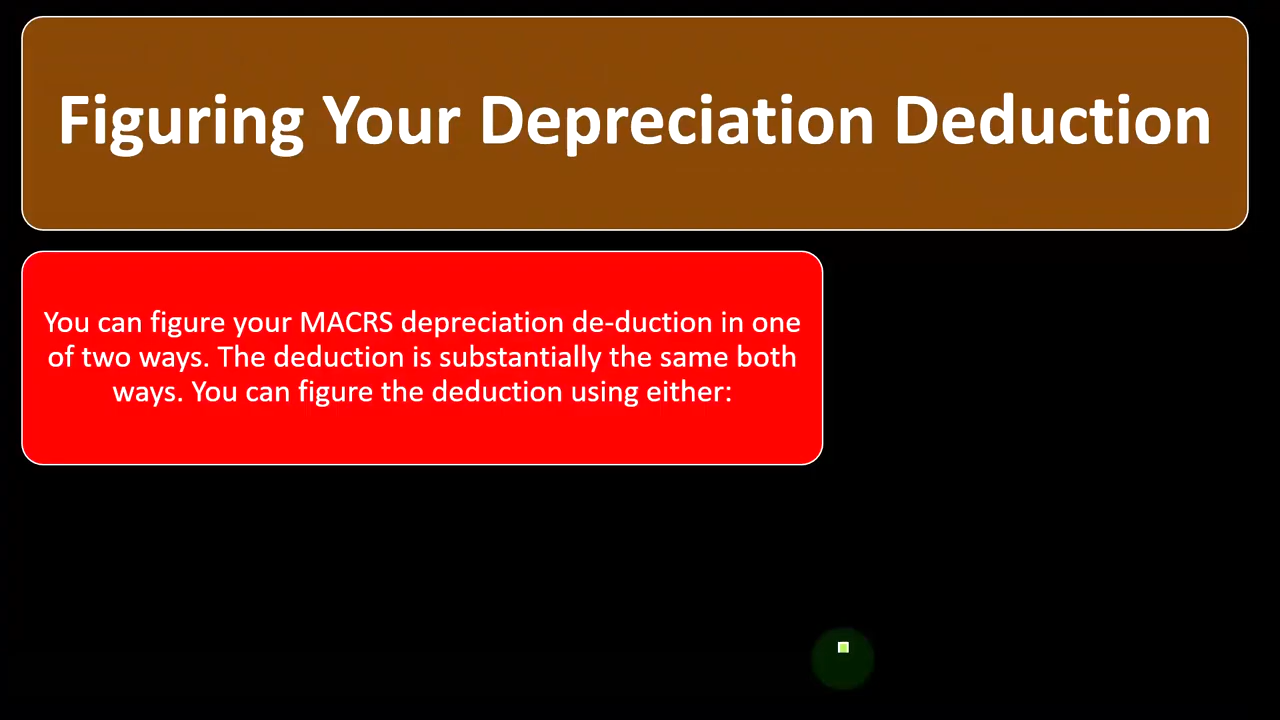 Figuring Your Depreciation Deduction
You can figure your MACRS depreciation de-duction in one
of two ways. The deduction is substantially the same both
ways. You can figure the deduction using either: